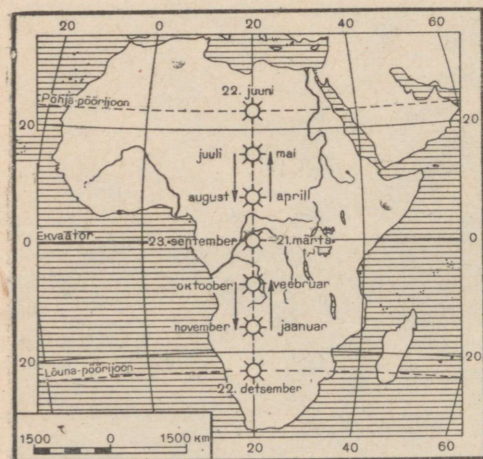 20 0 20 40 60
22. juuni
Põhja-pöörijoon
20 20
juuli mai
august aprill
Ekvaator 23. september 21. märts
0 0
oktoober veebruar
november jaanuar
20 20
Lõuna-pöörijoon
22. detsember
1500 0 1500 км
20 40 60